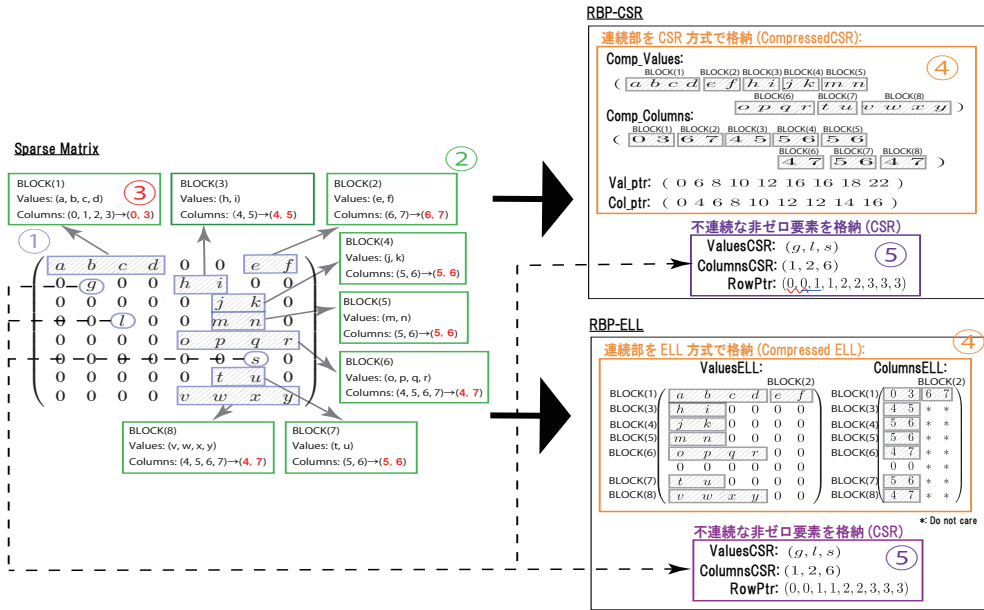 Sparse Matrix
①
②
③
BLOCK(1)
Values: (a, b, c, d)
Columns: (0, 1, 2, 3)→(0, 3)
BLOCK(3)
Values: (h, i)
Columns: (4, 5)→(4, 5)
BLOCK(2)
Values: (e, f)
Columns: (6, 7)→(6, 7)
BLOCK(4)
Values: (j, k)
Columns: (5, 6)→(5. 6)
BLOCK(5)
Values: (m, n)
Columns: (5, 6)→(5. 6)
BLOCK(6)
Values: (o, p, q, r)
Columns: (4, 5, 6, 7)→(4. 7)
BLOCK(8)
Values: (v, w, x, y)
Columns: (4, 5, 6, 7)→(4. 7)
BLOCK(7)
Values: (t, u)
Columns: (5, 6)→(5. 6)
a b c d 0 0 e f
0 g 0 0 h i 0 0
0 0 0 0 0 j k 0
0 0 l 0 0 m n 0
0 0 0 0 o p q r
0 0 0 0 0 0 s 0
0 0 0 0 0 t u 0
0 0 0 0 v w x y
RBP-CSR
連続部を CSR 方式で格納 (CompressedCSR):
④
Comp_Values:
BLOCK(1) BLOCK(2) BLOCK(3) BLOCK(4) BLOCK(5)
( a b c d e f h i j k m n
BLOCK(6) BLOCK(7) BLOCK(8)
o p q r t u v w x y )
Comp_Columns:
BLOCK(1) BLOCK(2) BLOCK(3) BLOCK(4) BLOCK(5)
( 0 3 6 7 4 5 5 6 5 6
BLOCK(6) BLOCK(7) BLOCK(8)
4 7 5 6 4 7 )
Val_ptr: ( 0 6 8 10 12 16 16 18 22 )
Col_ptr: ( 0 4 6 8 10 12 12 14 16 )
不連続な非ゼロ要素を格納 (CSR)
⑤
ValuesCSR: (g, l, s)
ColumnsCSR: (1, 2, 6)
RowPtr: (0, 0, 1, 1, 2, 2, 3, 3, 3)
RBP-ELL
連続部を ELL 方式で格納 (Compressed ELL):
④
ValuesELL:
BLOCK(2)
BLOCK(1) a b c d e f
BLOCK(3) h i 0 0 0 0
BLOCK(4) j k 0 0 0 0
BLOCK(5) m n 0 0 0 0
BLOCK(6) o p q r 0 0
0 0 0 0 0 0
BLOCK(7) t u 0 0 0 0
BLOCK(8) v w x y 0 0
ColumnsELL:
BLOCK(2)
BLOCK(1) 0 3 6 7
BLOCK(3) 4 5 * *
BLOCK(4) 5 6 * *
BLOCK(5) 5 6 * *
BLOCK(6) 4 7 * *
0 0 * *
BLOCK(7) 5 6 * *
BLOCK(8) 4 7 * *
*: Do not care
不連続な非ゼロ要素を格納 (CSR)
⑤
ValuesCSR: (g, l, s)
ColumnsCSR: (1, 2, 6)
RowPtr: (0, 0, 1, 1, 2, 2, 3, 3, 3)